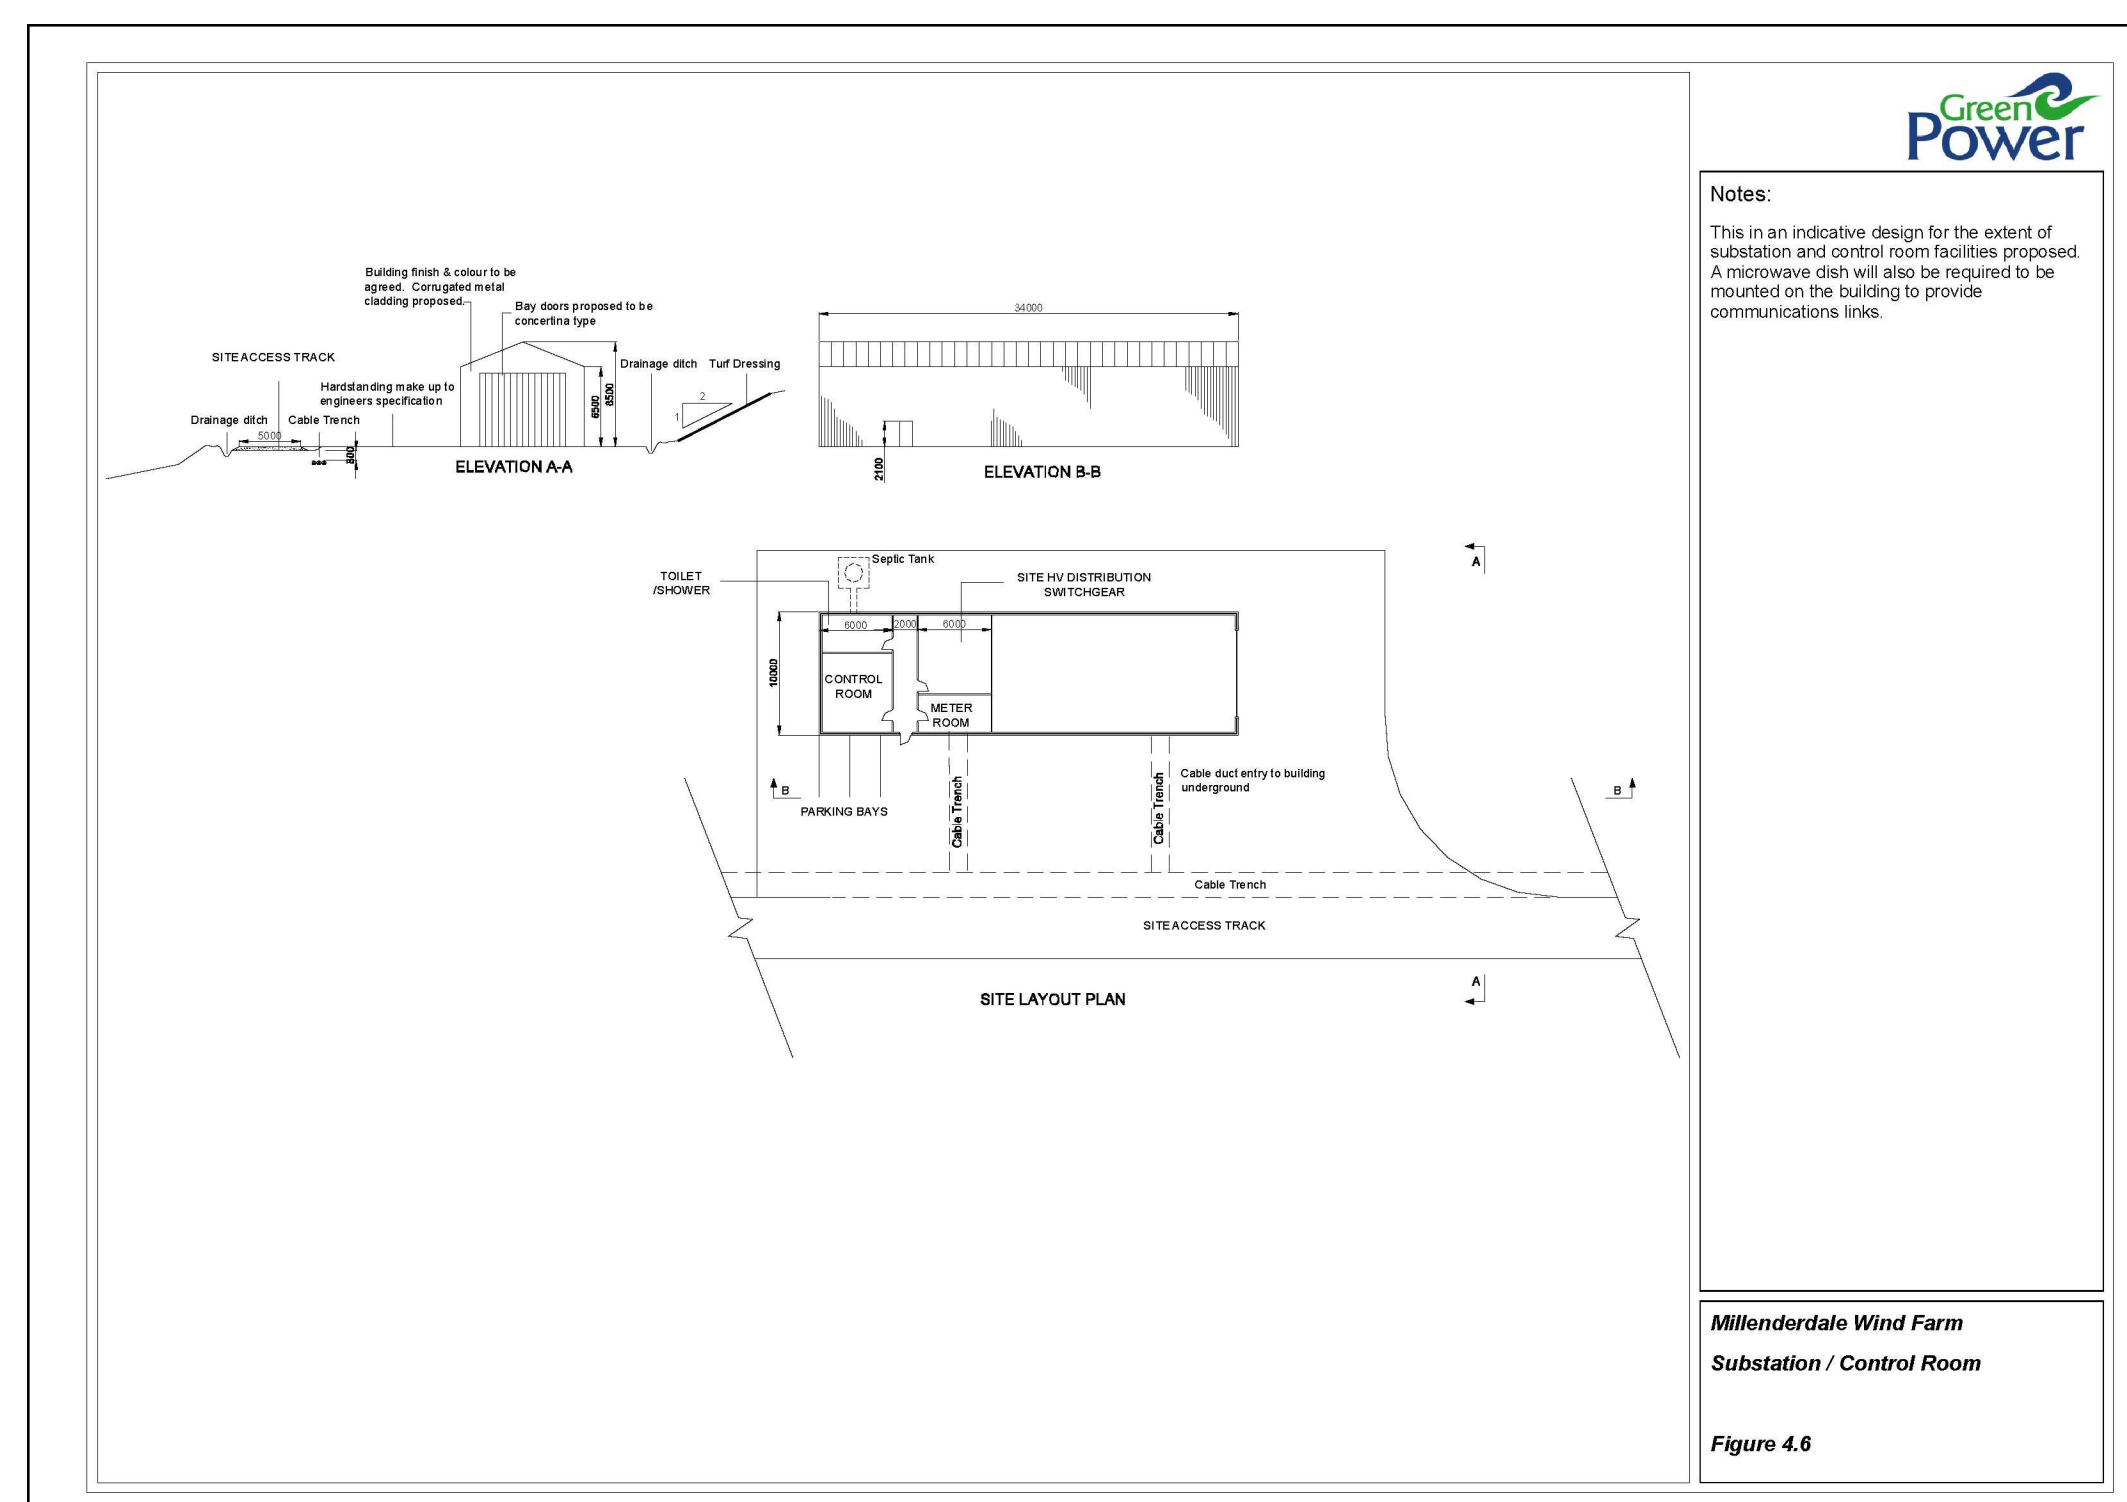 Green
Power
Notes:
This in an indicative design for the extent of
substation and control room facilities proposed.
A microwave dish will also be required to be
mounted on the building to provide
communications links.
Building finish & colour to be
agreed. Corrugated metal
cladding proposed.
Bay doors proposed to be
concertina type
SITE ACCESS TRACK
Hardstanding make up to
engineers specification
Drainage ditch
Cable Trench
5000
800
6500
8500
Drainage ditch
Turf Dressing
2
1
ELEVATION A-A
34000
2100
ELEVATION B-B
Septic Tank
TOILET
/SHOWER
SITE HV DISTRIBUTION
SWITCHGEAR
A
6000
2000
6000
10000
CONTROL
ROOM
METER
ROOM
B
PARKING BAYS
Cable Trench
Cable Trench
Cable duct entry to building
underground
B
Cable Trench
SITE ACCESS TRACK
A
SITE LAYOUT PLAN
Millenderdale Wind Farm
Substation / Control Room
Figure 4.6